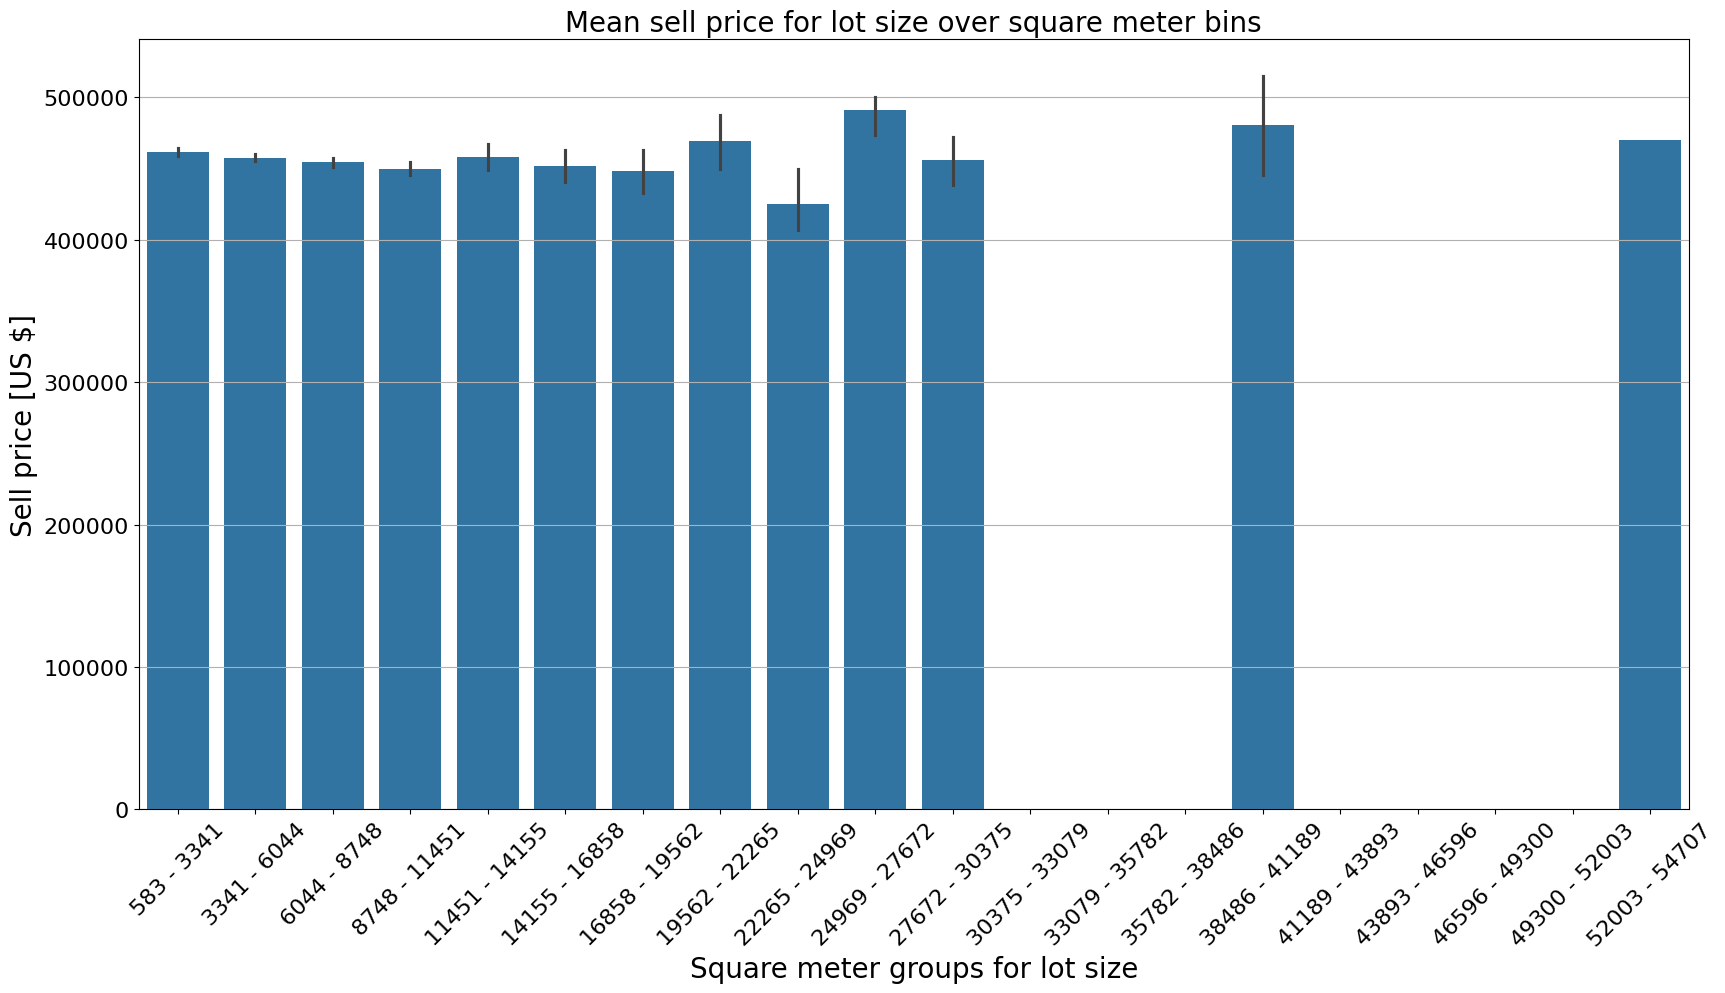 Mean sell price for lot size over square meter bins
Sell price [US $]
500000
400000
300000
200000
100000
0
583 - 3341
3341 - 6044
6044 - 8748
8748 - 11451
11451 - 14155
14155 - 16858
16858 - 19562
19562 - 22265
22265 - 24969
24969 - 27672
27672 - 30375
30375 - 33079
33079 - 35782
35782 - 38486
38486 - 41189
41189 - 43893
43893 - 46596
46596 - 49300
49300 - 52003
52003 - 54707
Square meter groups for lot size